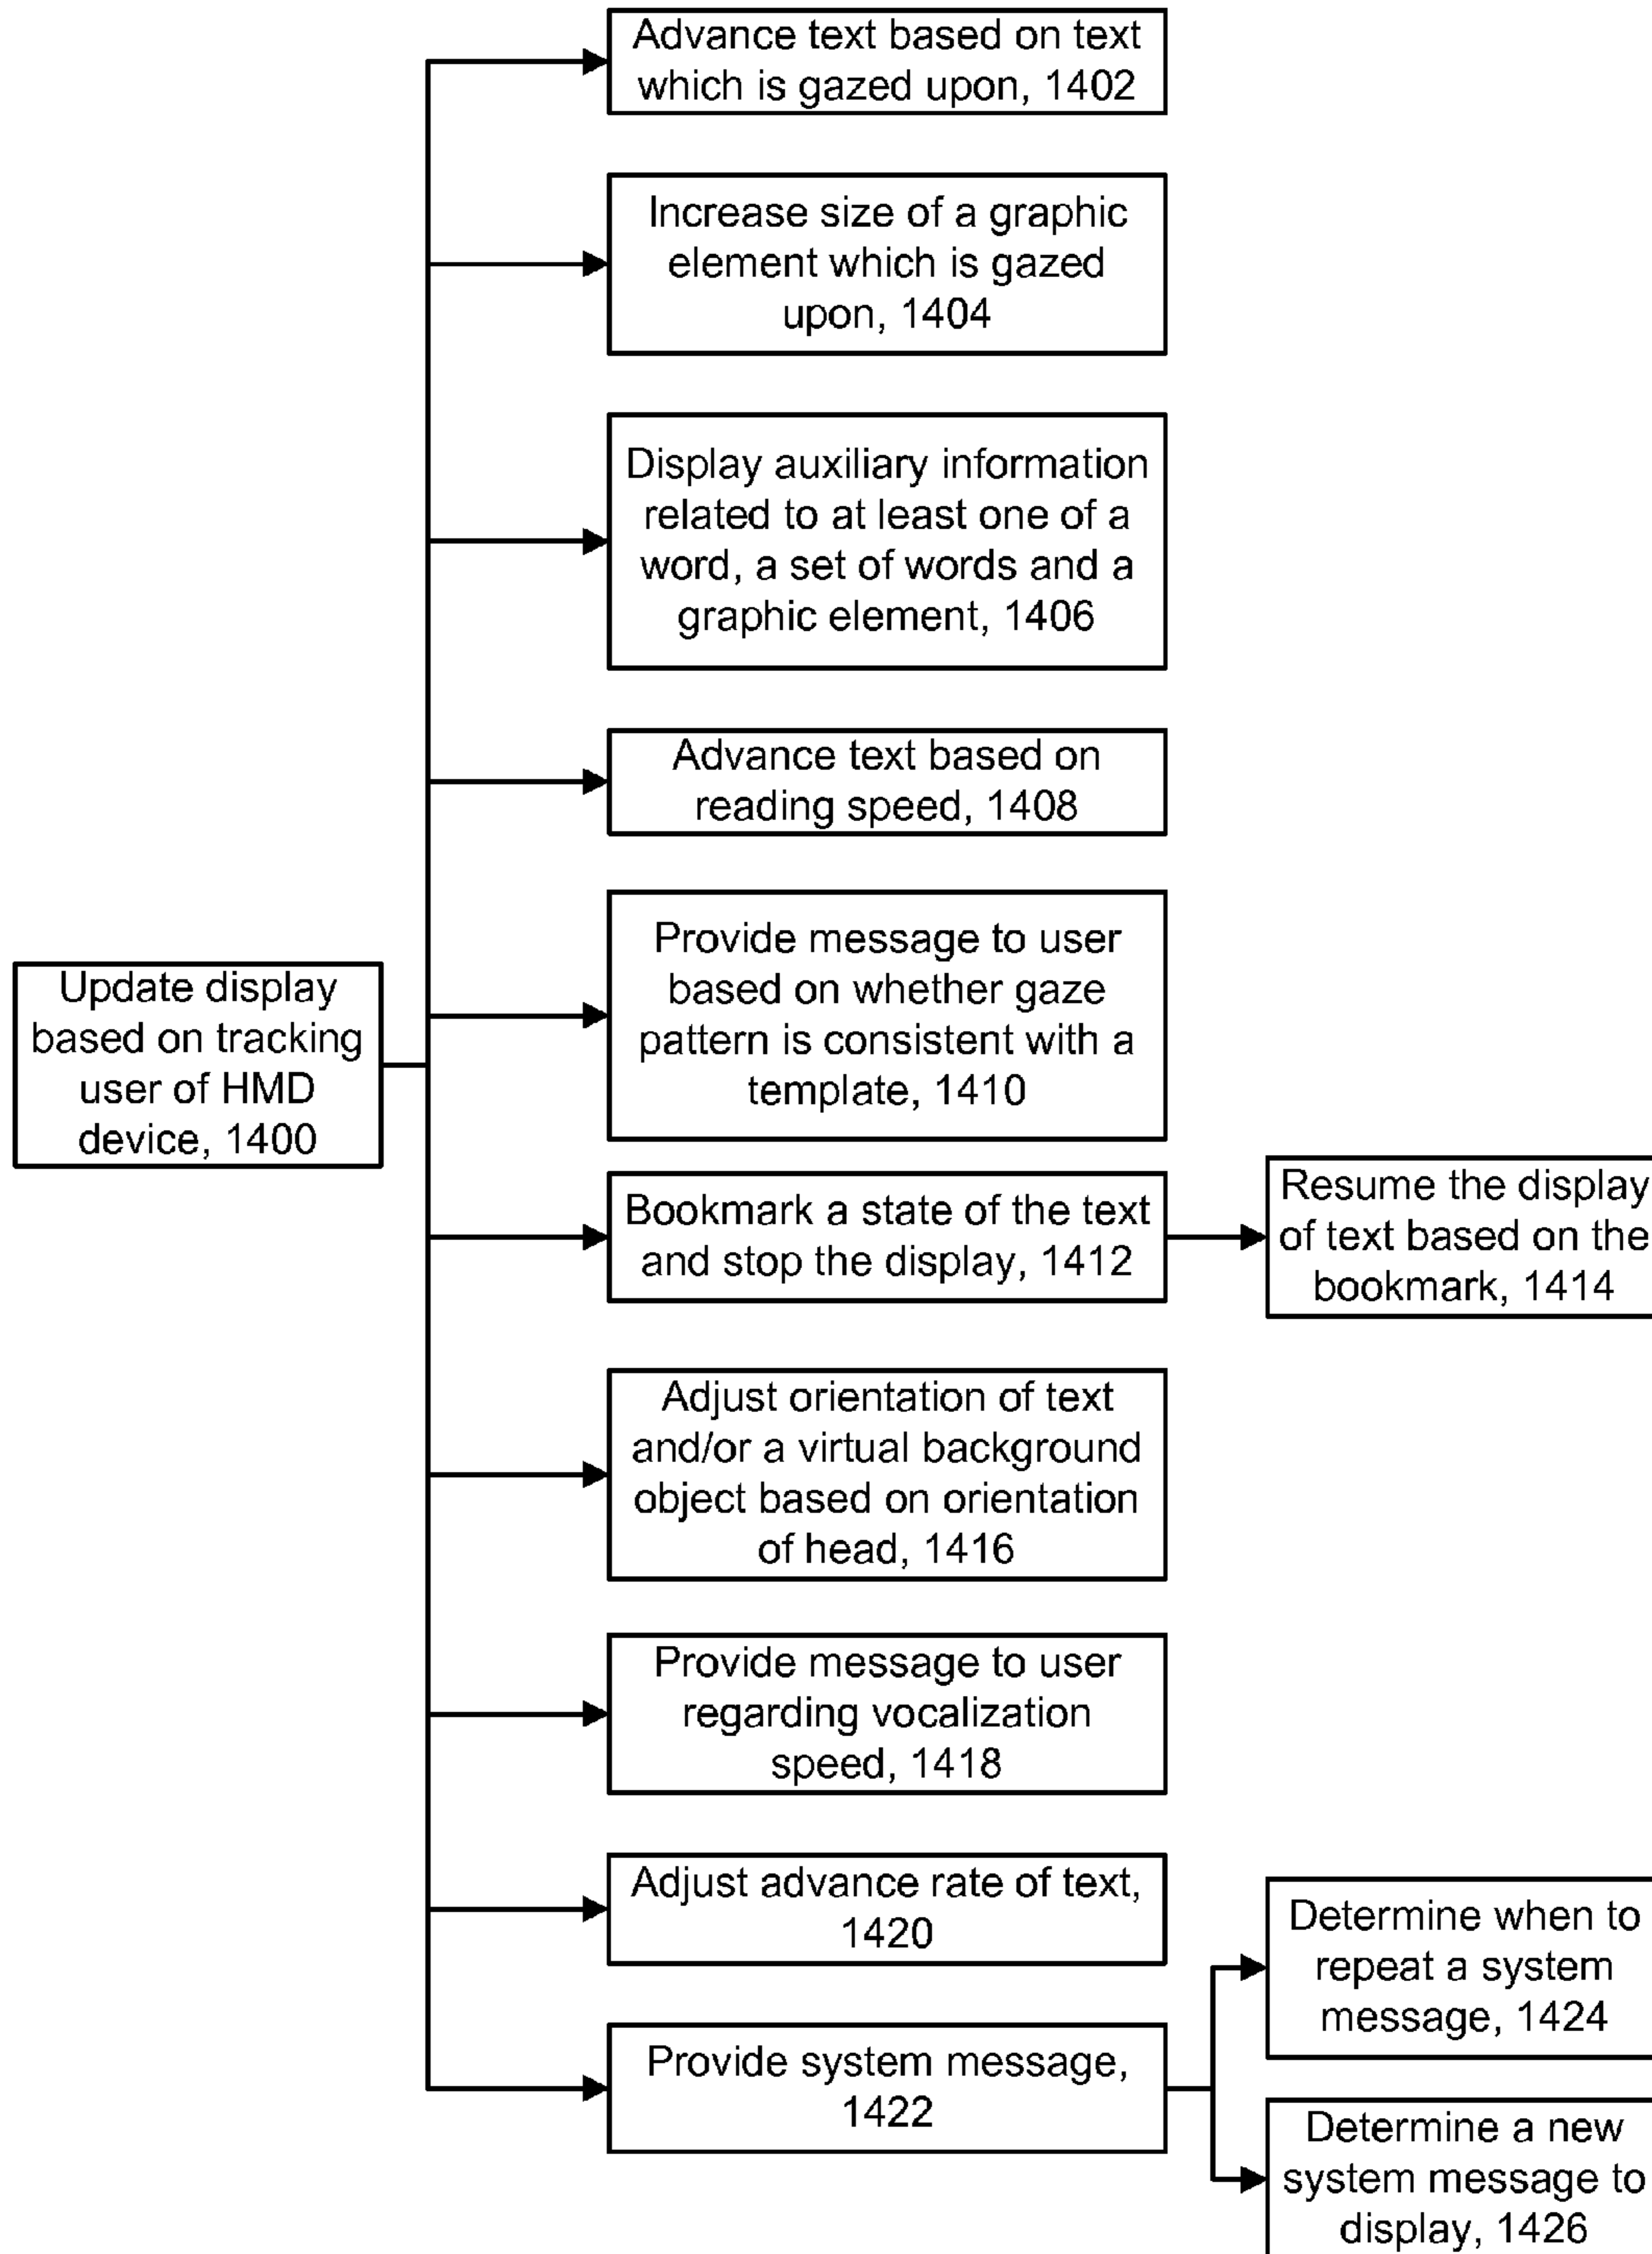 Advance text based on text
which is gazed upon, 1402
Increase size of a graphic
element which is gazed
upon, 1404
Display auxiliary information
related to at least one of a
word, a set of words and a
graphic element, 1406
Advance text based on
reading speed, 1408
Provide message to user
based on whether gaze
pattern is consistent with a
template, 1410
Update display
based on tracking
user of HMD
device, 1400
Bookmark a state of the text
and stop the display, 1412
Resume the display
of text based on the
bookmark, 1414
Adjust orientation of text
and/or a virtual background
object based on orientation
of head, 1416
Provide message to user
regarding vocalization
speed, 1418
Adjust advance rate of text,
1420
Provide system message,
1422
Determine when to
repeat a system
message, 1424
Determine a new
system message to
display, 1426